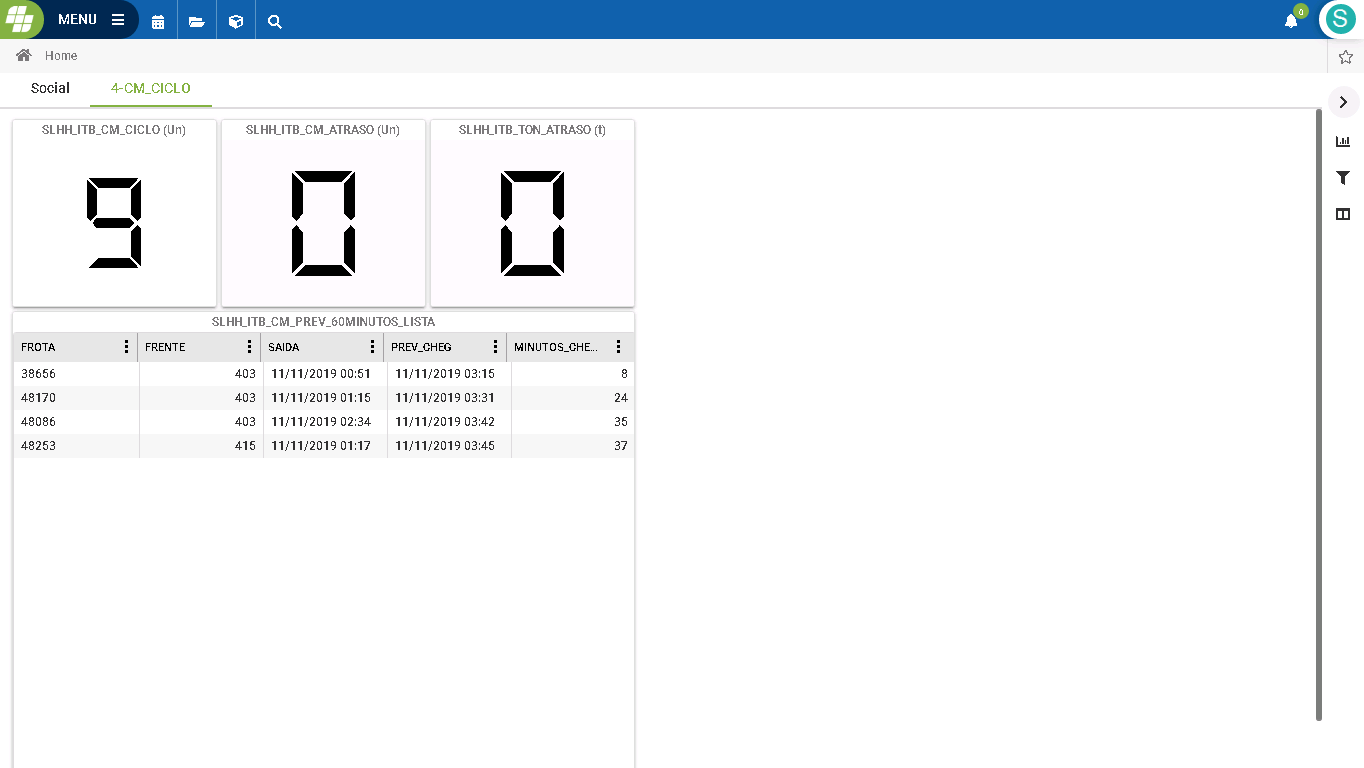 MENU
0
S
Home
Social 4-CM_CICLO
SLHH_ITB_CM_CICLO (Un) SLHH_ITB_CM_ATRASO (Un) SLHH_ITB_TON_ATRASO (t)
9 0 0
SLHH_ITB_CM_PREV_60MINUTOS_LISTA
FROTA FRENTE SAIDA PREV_CHEG MINUTOS_CHE...
38656 403 11/11/2019 00:51 11/11/2019 03:15 8
48170 403 11/11/2019 01:15 11/11/2019 03:31 24
48086 403 11/11/2019 02:34 11/11/2019 03:42 35
48253 415 11/11/2019 01:17 11/11/2019 03:45 37